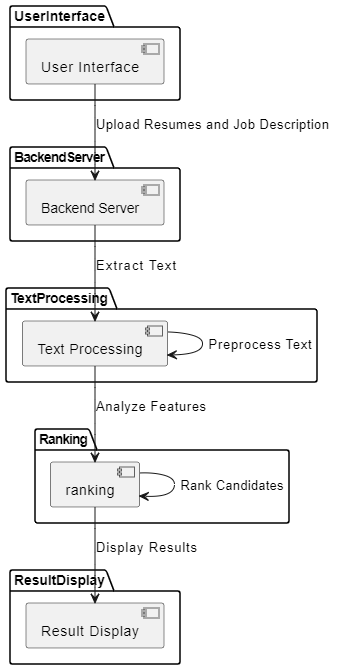 UserInterface
User Interface
Upload Resumes and Job Description
BackendServer
Backend Server
Extract Text
TextProcessing
Text Processing
Preprocess Text
Analyze Features
Ranking
ranking
Rank Candidates
Display Results
ResultDisplay
Result Display